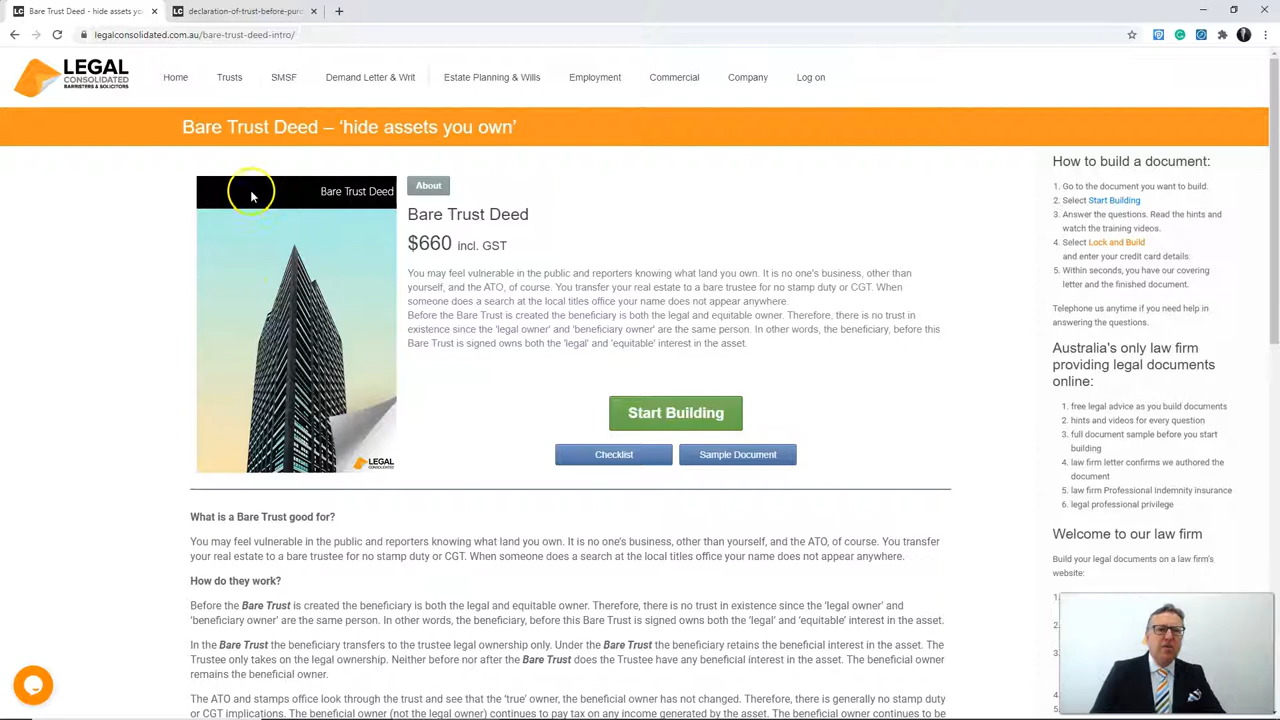 Bare Trust Deed - hide assets yo
declaration-of-trust-before-purc
legalconsolidated.com.au/bare-trust-deed-intro/
LEGAL
CONSOLIDATED
BARRISTERS & SOLICITORS
Home
Trusts
SMSF
Demand Letter & Writ
Estate Planning & Wills
Employment
Commercial
Company
Log on
Bare Trust Deed – ‘hide assets you own’
Bare Trust Deed
LEGAL
CONSOLIDATED
About
Bare Trust Deed
$660 incl. GST
You may feel vulnerable in the public and reporters knowing what land you own. It is no one's business, other than
yourself, and the ATO, of course. You transfer your real estate to a bare trustee for no stamp duty or CGT. When
someone does a search at the local titles office your name does not appear anywhere.
Before the Bare Trust is created the beneficiary is both the legal and equitable owner. Therefore, there is no trust in
existence since the 'legal owner' and 'beneficiary owner' are the same person. In other words, the beneficiary, before this
Bare Trust is signed owns both the 'legal' and 'equitable' interest in the asset.
Start Building
Checklist
Sample Document
What is a Bare Trust good for?
You may feel vulnerable in the public and reporters knowing what land you own. It is no one’s business, other than yourself, and the ATO, of course. You transfer
your real estate to a bare trustee for no stamp duty or CGT. When someone does a search at the local titles office your name does not appear anywhere.
How do they work?
Before the Bare Trust is created the beneficiary is both the legal and equitable owner. Therefore, there is no trust in existence since the ‘legal owner’ and
‘beneficiary owner’ are the same person. In other words, the beneficiary, before this Bare Trust is signed owns both the ‘legal’ and ‘equitable’ interest in the asset.
In the Bare Trust the beneficiary transfers to the trustee legal ownership only. Under the Bare Trust the beneficiary retains the beneficial interest in the asset. The
Trustee only takes on the legal ownership. Neither before nor after the Bare Trust does the Trustee have any beneficial interest in the asset. The beneficial owner
remains the beneficial owner.
The ATO and stamps office look through the trust and see that the ‘true’ owner, the beneficial owner has not changed. Therefore, there is generally no stamp duty
or CGT implications. The beneficial owner (not the legal owner) continues to pay tax on any income generated by the asset. The beneficial owner continues to be
How to build a document:
1. Go to the document you want to build.
2. Select Start Building
3. Answer the questions. Read the hints and
watch the training videos.
4. Select Lock and Build
and enter your credit card details.
5. Within seconds, you have our covering
letter and the finished document.
Telephone us anytime if you need help in
answering the questions.
Australia's only law firm
providing legal documents
online:
1. free legal advice as you build documents
2. hints and videos for every question
3. full document sample before you start
building
4. law firm letter confirms we authored the
document
5. law firm Professional Indemnity insurance
6. legal professional privilege
Welcome to our law firm
Build your legal documents on a law firm's
website: